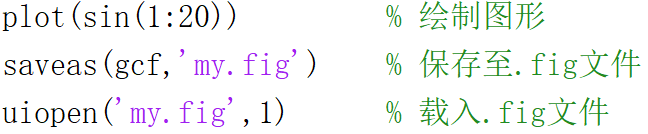 plot(sin(1:20)) % 绘制图形
saveas(gcf,'my.fig') % 保存至.fig文件
uiopen('my.fig',1) % 载入.fig文件